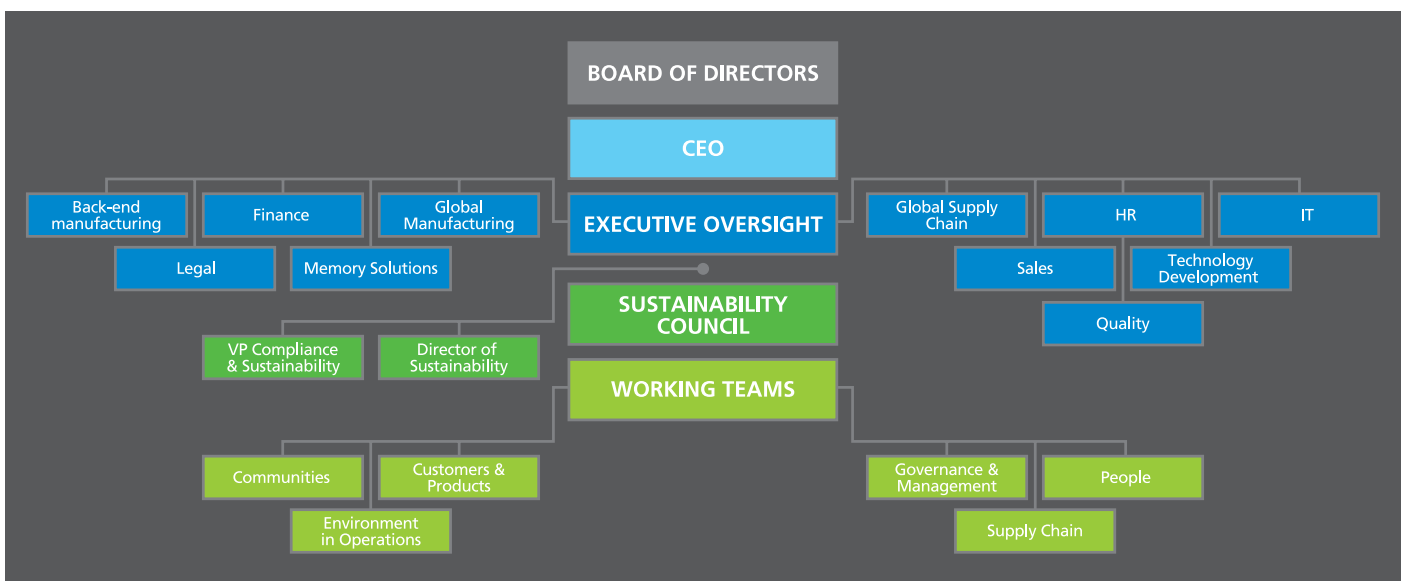 BOARD OF DIRECTORS
CEO
EXECUTIVE OVERSIGHT
Back-end
manufacturing
Finance
Global
Manufacturing
Legal
Memory Solutions
Global Supply
Chain
HR
IT
Sales
Technology
Development
Quality
SUSTAINABILITY
COUNCIL
VP Compliance
& Sustainability
Director of
Sustainability
WORKING TEAMS
Communities
Customers &
Products
Environment
in Operations
Governance &
Management
People
Supply Chain